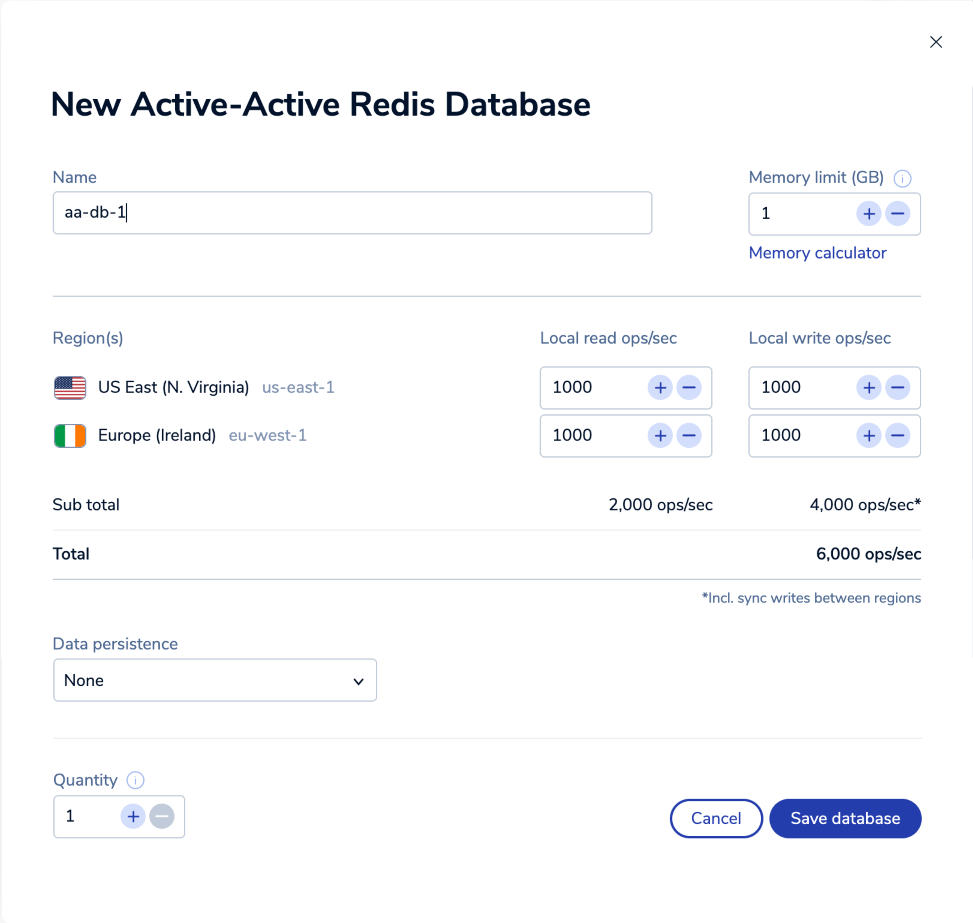 New Active-Active Redis Database
Name
Memory limit (GB)
aa-db-1
1
Memory calculator
Region(s)
Local read ops/sec
Local write ops/sec
US East (N. Virginia) us-east-1
1000
1000
Europe (Ireland) eu-west-1
1000
1000
Sub total
2,000 ops/sec
4,000 ops/sec*
Total
6,000 ops/sec
*Incl. sync writes between regions
Data persistence
None
Quantity
1
Cancel
Save database